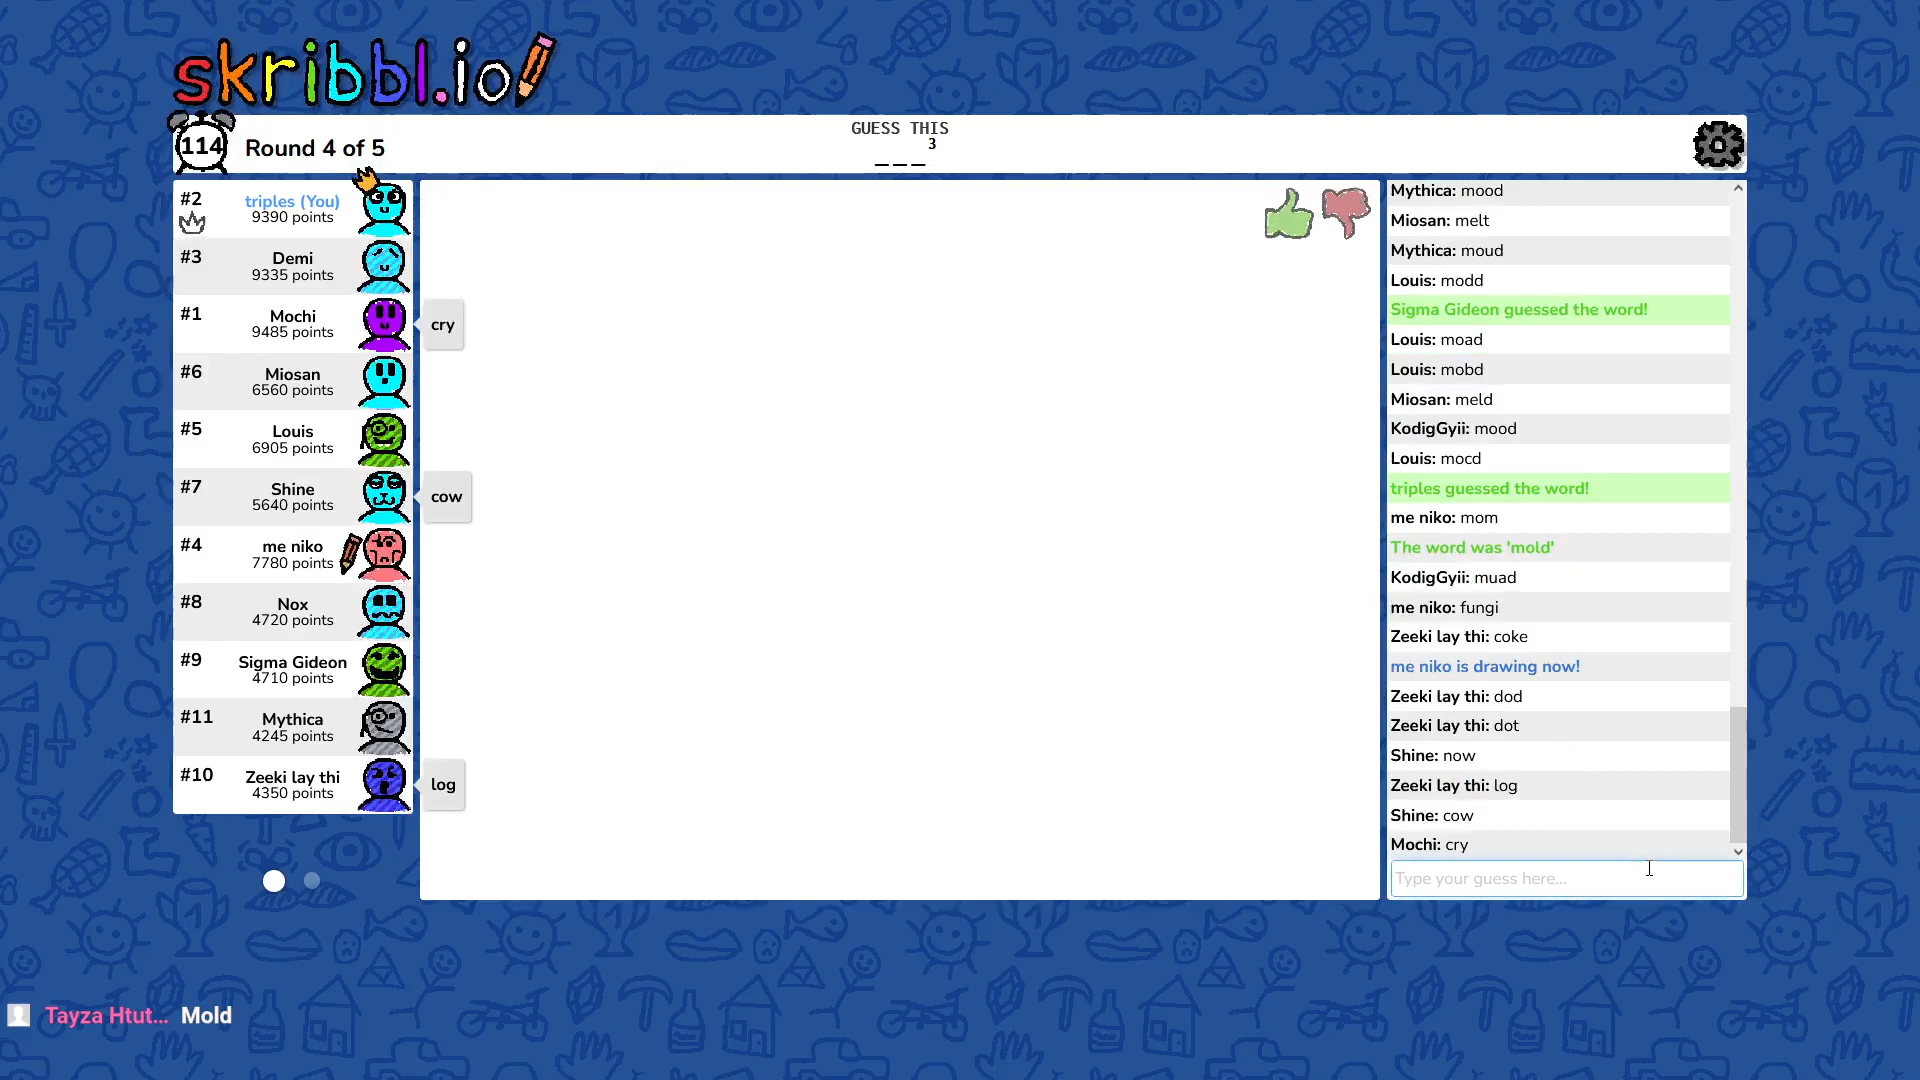 skribbl.io
114
Round 4 of 5
GUESS THIS
_ _ _ 3
#2
triples (You)
9390 points
#3
Demi
9335 points
#1
Mochi
9485 points
cry
#6
Miosan
6560 points
#5
Louis
6905 points
#7
Shine
5640 points
cow
#4
me niko
7780 points
#8
Nox
4720 points
#9
Sigma Gideon
4710 points
#11
Mythica
4245 points
#10
Zeeki lay thi
4350 points
log
Mythica: mood
Miosan: melt
Mythica: moud
Louis: modd
Sigma Gideon guessed the word!
Louis: moad
Louis: mobd
Miosan: meld
KodigGyii: mood
Louis: mocd
triples guessed the word!
me niko: mom
The word was 'mold'
KodigGyii: muad
me niko: fungi
Zeeki lay thi: coke
me niko is drawing now!
Zeeki lay thi: dod
Zeeki lay thi: dot
Shine: now
Zeeki lay thi: log
Shine: cow
Mochi: cry
Type your guess here...
Tayza Htut... Mold